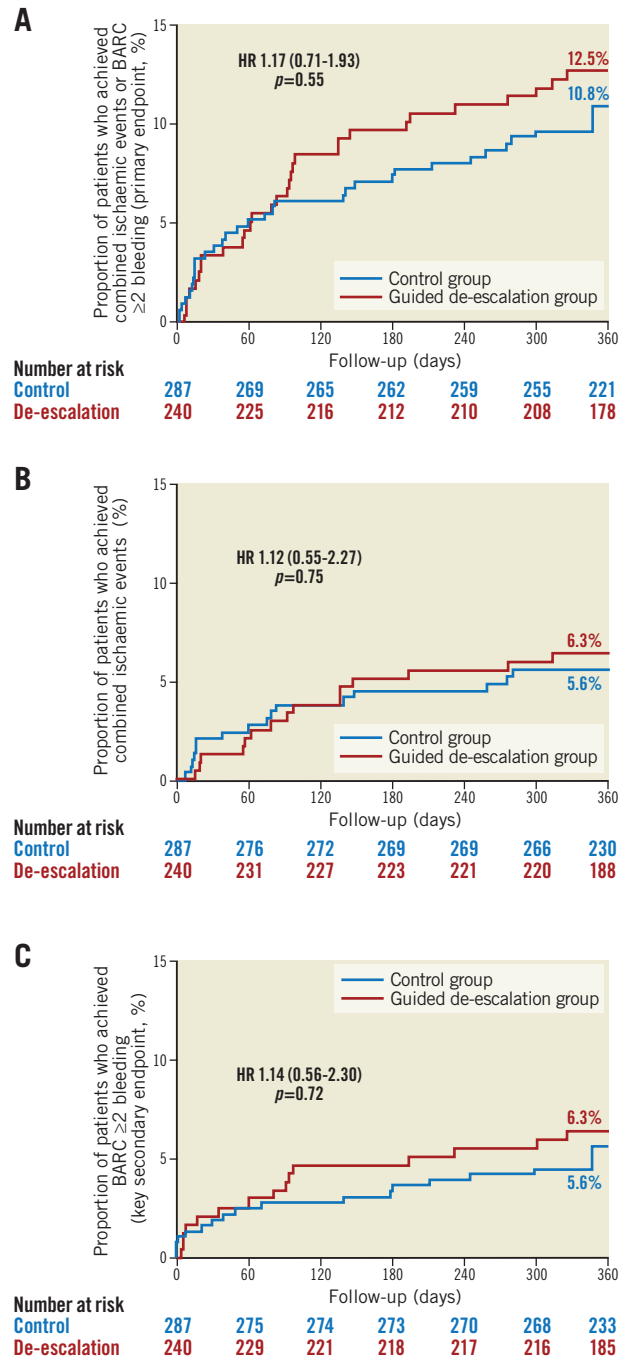 A
Proportion of patients who achieved
combined ischaemic events or BARC
≥2 bleeding (primary endpoint, %)
15
10
5
0
HR 1.17 (0.71-1.93)
p=0.55
12.5%
10.8%
Control group
Guided de-escalation group
0 60 120 180 240 300 360
Follow-up (days)
Number at risk
Control 287 269 265 262 259 255 221
De-escalation 240 225 216 212 210 208 178
B
Proportion of patients who achieved
combined ischaemic events (%)
15
10
5
0
HR 1.12 (0.55-2.27)
p=0.75
6.3%
5.6%
Control group
Guided de-escalation group
0 60 120 180 240 300 360
Follow-up (days)
Number at risk
Control 287 276 272 269 269 266 230
De-escalation 240 231 227 223 221 220 188
C
Proportion of patients who achieved
BARC ≥2 bleeding
(key secondary endpoint, %)
15
10
5
0
Control group
Guided de-escalation group
HR 1.14 (0.56-2.30)
p=0.72
6.3%
5.6%
0 60 120 180 240 300 360
Follow-up (days)
Number at risk
Control 287 275 274 273 270 268 233
De-escalation 240 229 221 218 217 216 185